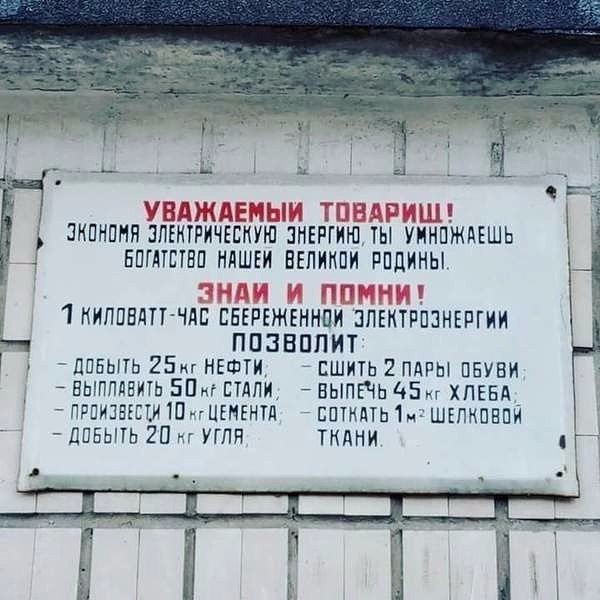 УВАЖАЕМЫЙ ТОВАРИЩ!
ЭКОНОМЯ ЭЛЕКТРИЧЕСКУЮ ЭНЕРГИЮ, ТЫ УМНОЖАЕШЬ
БОГАТСТВО НАШЕЙ ВЕЛИКОЙ РОДИНЫ.
ЗНАЙ И ПОМНИ!
1 КИЛОВАТТ-ЧАС СБЕРЕЖЕННОЙ ЭЛЕКТРОЭНЕРГИИ
ПОЗВОЛИТ:
- ДОБЫТЬ 25 кг НЕФТИ;
- ВЫПЛАВИТЬ 50 кг СТАЛИ;
- ПРОИЗВЕСТИ 10 кг ЦЕМЕНТА;
- ДОБЫТЬ 20 кг УГЛЯ;
- СШИТЬ 2 ПАРЫ ОБУВИ;
- ВЫПЕЧЬ 45 кг ХЛЕБА;
- СОТКАТЬ 1 м² ШЕЛКОВОЙ
ТКАНИ.